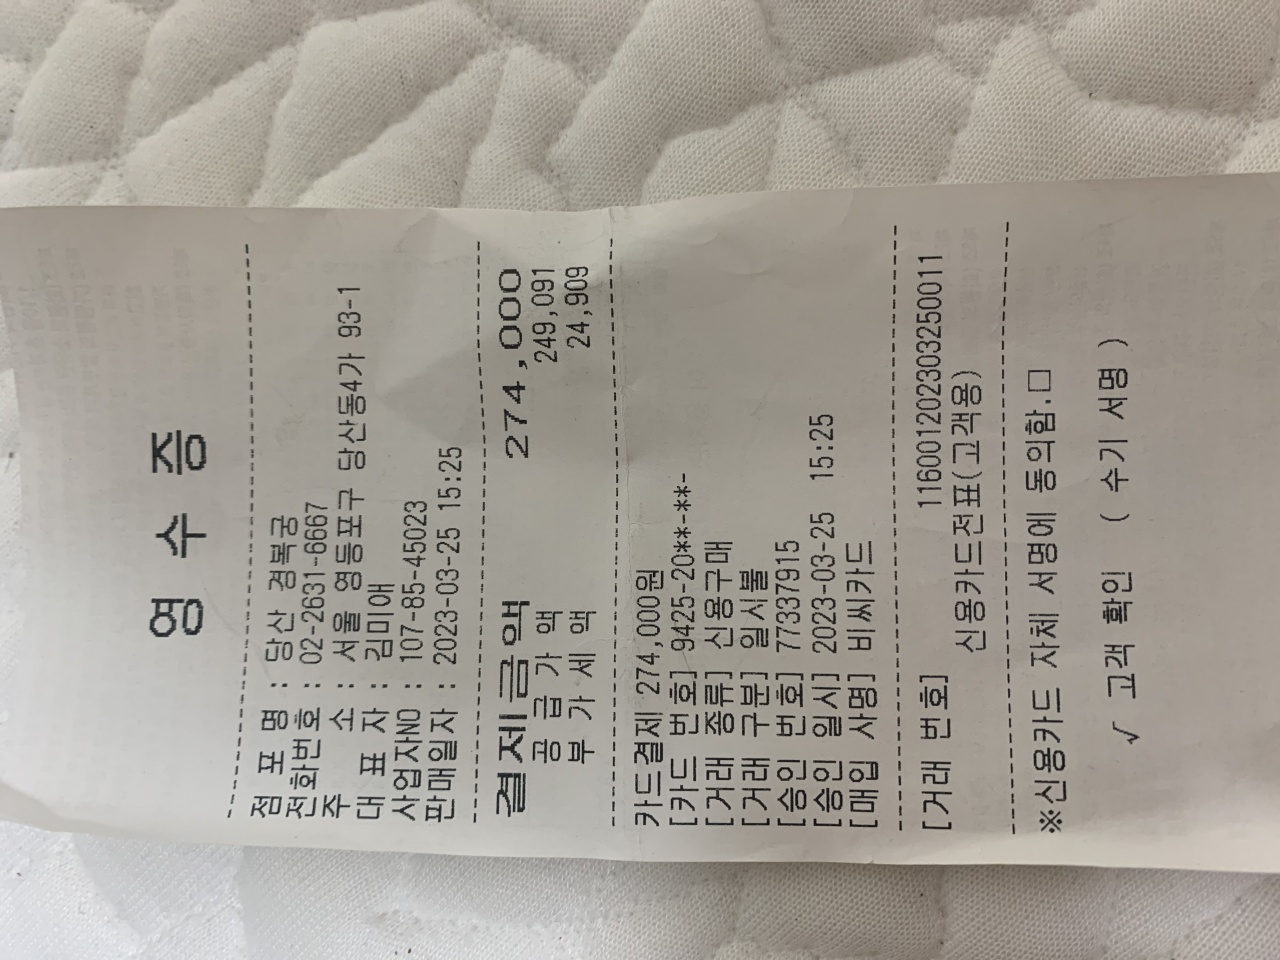 영 수 증
점 포 명 : 당산 경복궁
전화번호 : 02-2631-6667
주 소 : 서울 영등포구 당산동4가 93-1
대 표 자 : 김미애
사업자NO : 107-85-45023
판매일자 : 2023-03-25 15:25
결제금액 274,000
공 급 가 액 249,091
부 가 세 액 24,909
카드결제 274,000원
[카드 번호] 9425-20**-**-
[거래 종류] 신용구매
[거래 구분] 일시불
[승인 번호] 77337915
[승인 일시] 2023-03-25 15:25
[매입 사명] 비씨카드
[거래 번호] 116001202303250011
신용카드전표(고객용)
※신용카드 자체 서명에 동의함.□
√ 고객 확인 ( 수기 서명 )